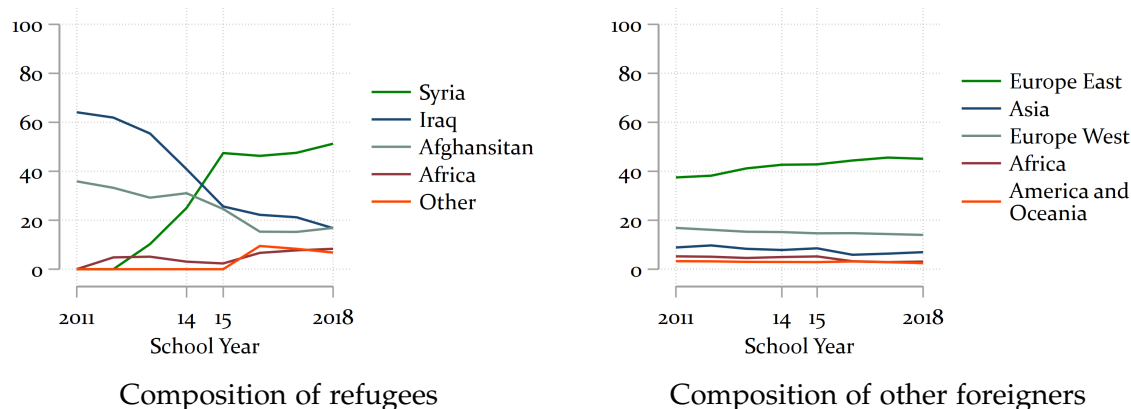 100
80
60
40
20
0
2011 14 15 2018
School Year
Syria
Iraq
Afghansitan
Africa
Other
Composition of refugees
100
80
60
40
20
0
2011 14 15 2018
School Year
Europe East
Asia
Europe West
Africa
America and
Oceania
Composition of other foreigners